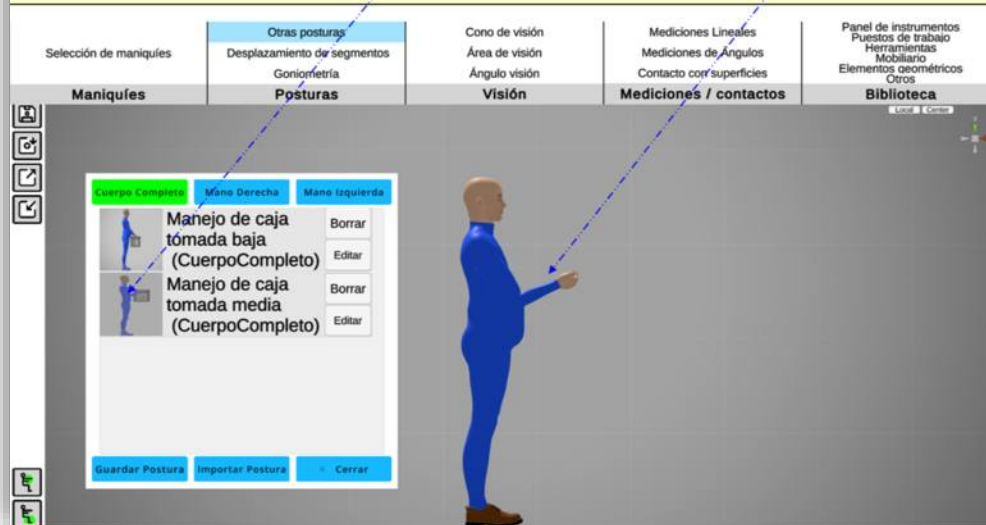 Selección de maniquíes
Otras posturas
Desplazamiento de segmentos
Goniometría
Cono de visión
Área de visión
Ángulo visión
Mediciones Lineales
Mediciones de Ángulos
Contacto con superficies
Panel de instrumentos
Puestos de trabajo
Herramientas
Mobiliario
Elementos geométricos
Otros
Maniquíes
Posturas
Visión
Mediciones / contactos
Biblioteca
Local
Center
Cuerpo Completo
Mano Derecha
Mano Izquierda
Manejo de caja
tomada baja
(CuerpoCompleto)
Borrar
Editar
Manejo de caja
tomada media
(CuerpoCompleto)
Borrar
Editar
Guardar Postura
Importar Postura
Cerrar